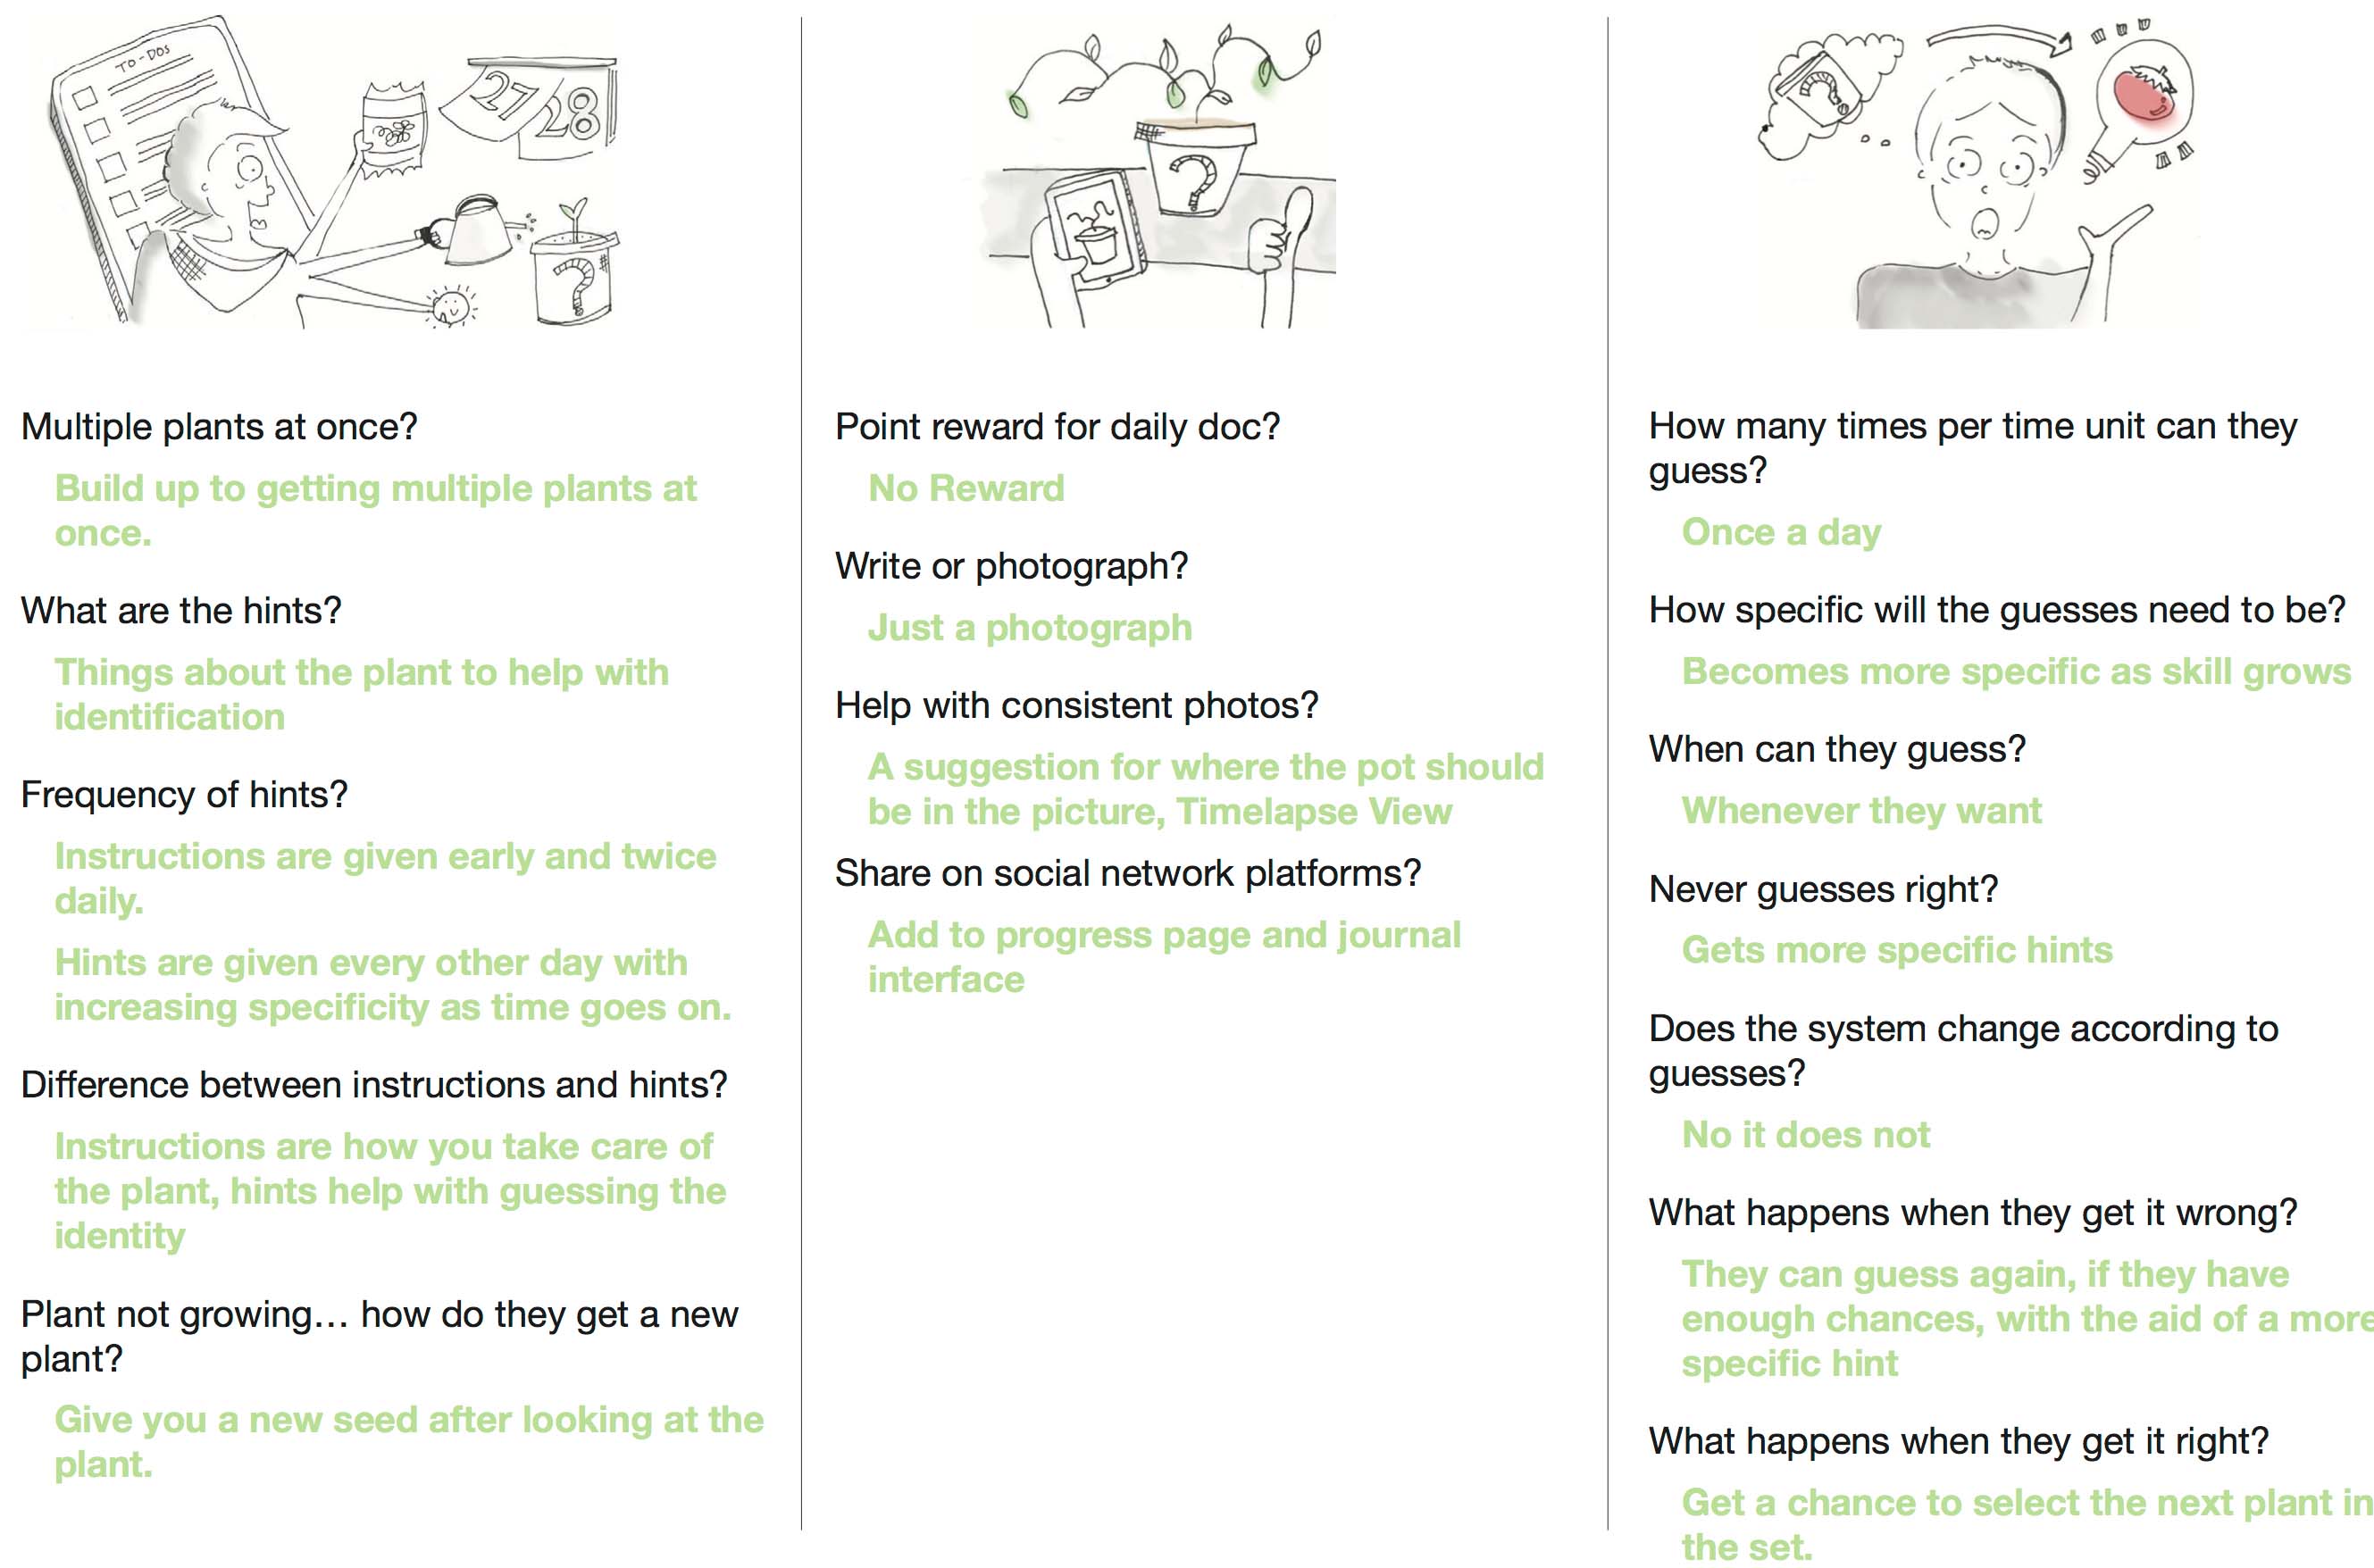 TO-DOS
27
28
?
Multiple plants at once?
Build up to getting multiple plants at
once.
What are the hints?
Things about the plant to help with
identification
Frequency of hints?
Instructions are given early and twice
daily.
Hints are given every other day with
increasing specificity as time goes on.
Difference between instructions and hints?
Instructions are how you take care of
the plant, hints help with guessing the
identity
Plant not growing… how do they get a new
plant?
Give you a new seed after looking at the
plant.
?
Point reward for daily doc?
No Reward
Write or photograph?
Just a photograph
Help with consistent photos?
A suggestion for where the pot should
be in the picture, Timelapse View
Share on social network platforms?
Add to progress page and journal
interface
?
How many times per time unit can they
guess?
Once a day
How specific will the guesses need to be?
Becomes more specific as skill grows
When can they guess?
Whenever they want
Never guesses right?
Gets more specific hints
Does the system change according to
guesses?
No it does not
What happens when they get it wrong?
They can guess again, if they have
enough chances, with the aid of a more
specific hint
What happens when they get it right?
Get a chance to select the next plant in
the set.